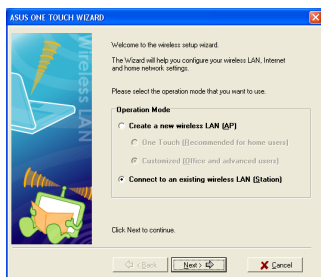 ASUS ONE TOUCH WIZARD
Wireless LAN
Welcome to the wireless setup wizard.
The Wizard will help you configure your wireless LAN, Internet
and home network settings.
Please select the operation mode that you want to use.
Operation Mode
Create a new wireless LAN (AP)
One Touch (Recommended for home users)
Customized (Office and advanced users)
Connect to an existing wireless LAN (Station)
Click Next to continue.
< Back
Next >
Cancel